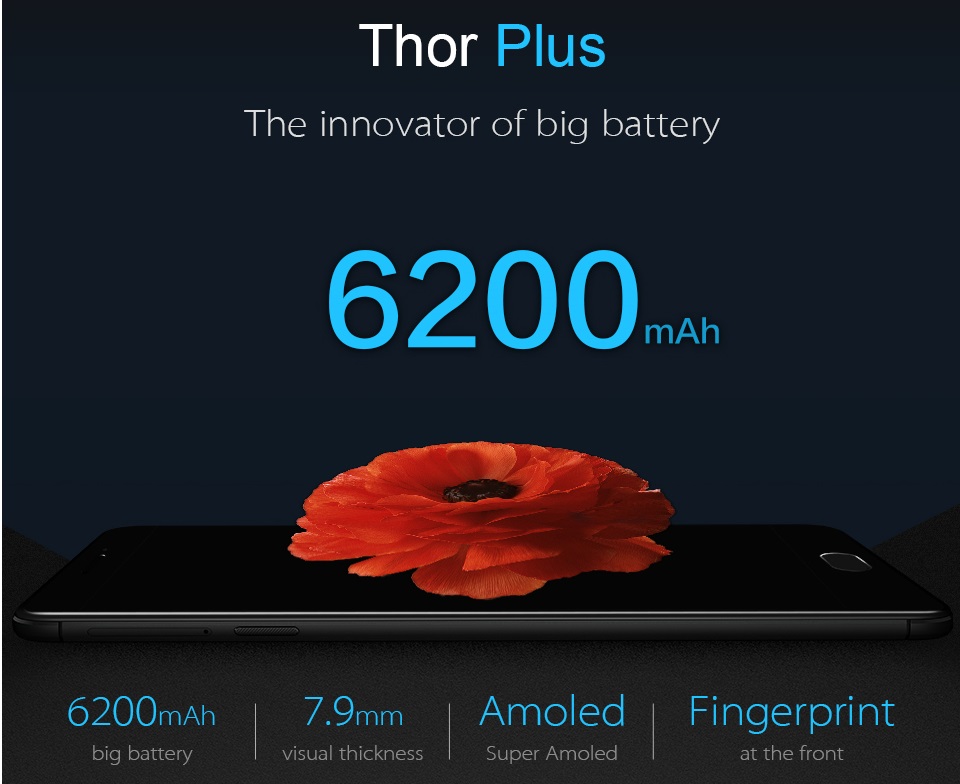 Thor Plus
The innovator of big battery
6200mAh
6200mAh
big battery
7.9mm
visual thickness
Amoled
Super Amoled
Fingerprint
at the front